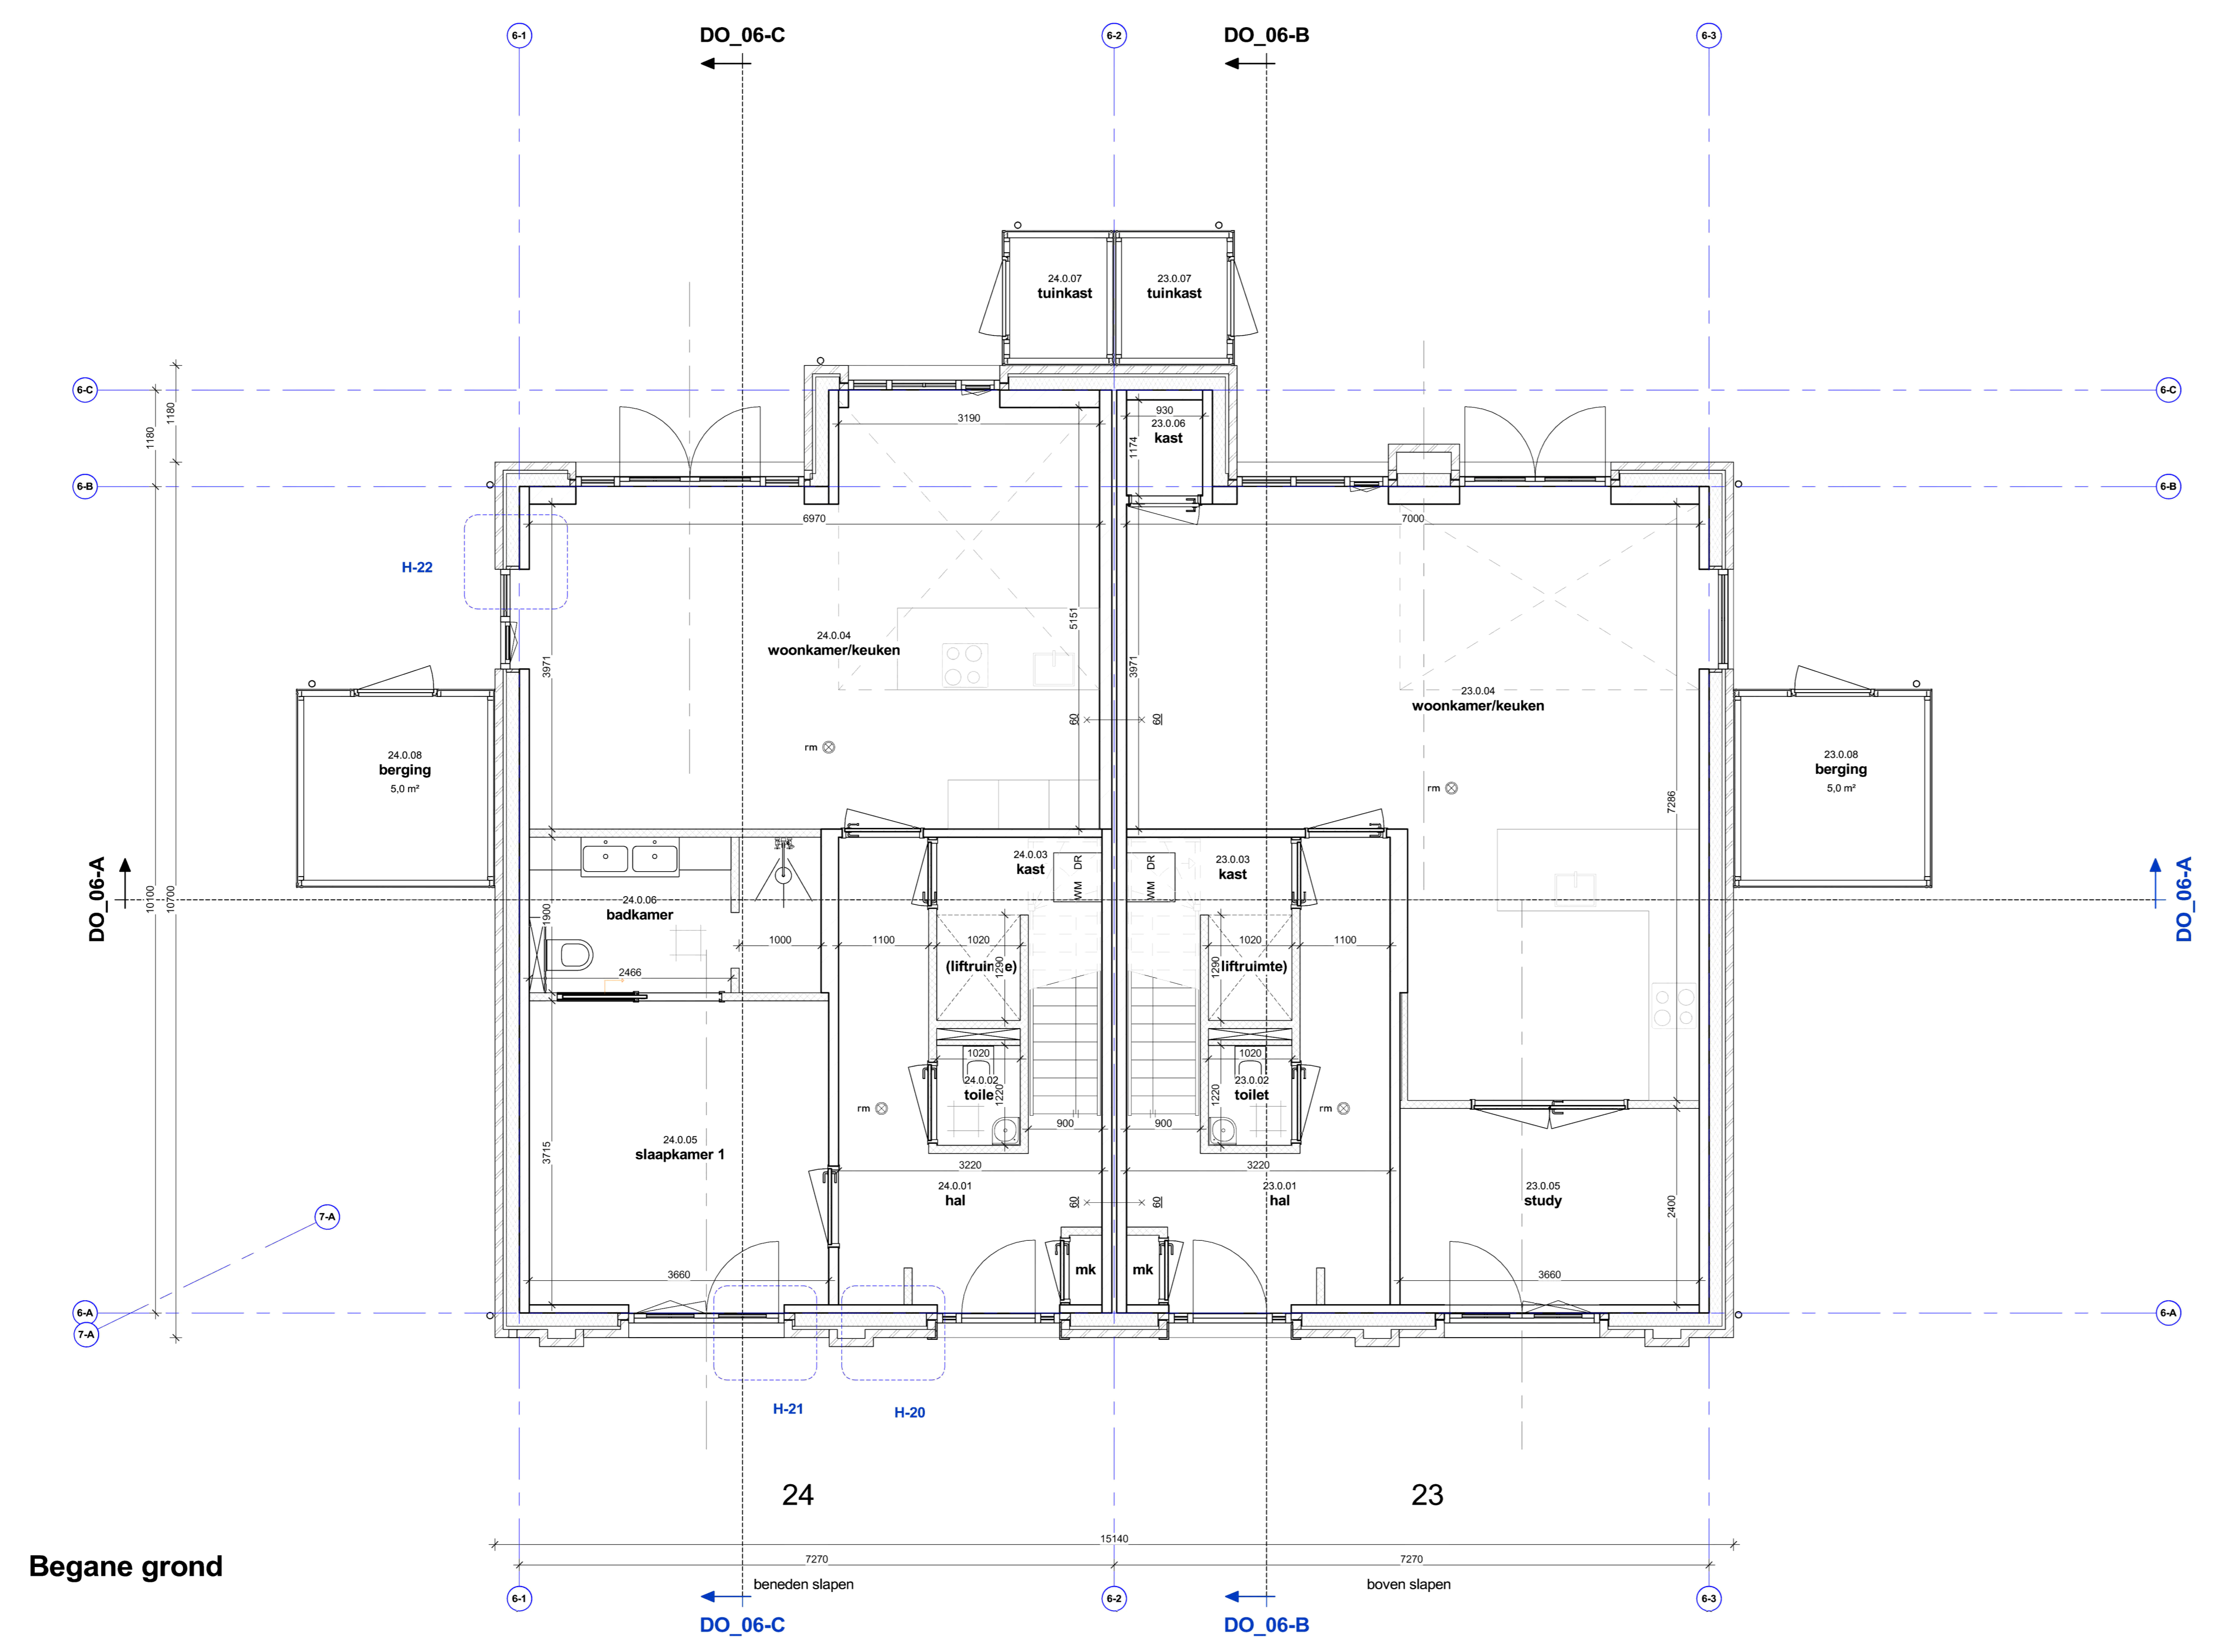 6-1
DO_06-C
6-2
DO_06-B
6-3
24.0.07
tuinkast
23.0.07
tuinkast
6-C
6-C
1180
1180
3190
930
23.0.06
kast
1174
6-B
6-B
6970
7000
H-22
24.0.04
woonkamer/keuken
5151
3971
3971
23.0.04
woonkamer/keuken
60
60
rm
rm
24.0.08
berging
5,0 m²
23.0.08
berging
5,0 m²
7286
DO_06-A
10100
10700
24.0.03
kast
WM DR
WM DR
23.0.03
kast
DO_06-A
24.0.06
badkamer
1900
1000
1100
1020
1020
1100
(liftruimte)
1290
1290
liftruimte)
2466
1020
1020
24.0.02
toile
1220
1220
23.0.02
toilet
rm
rm
900
900
24.0.05
slaapkamer 1
3715
3220
3220
24.0.01
hal
60
60
23.0.01
hal
23.0.05
study
2400
7-A
mk
mk
3660
3660
6-A
6-A
7-A
H-21
H-20
24
23
15140
7270
7270
Begane grond
beneden slapen
boven slapen
6-1
6-2
6-3
DO_06-C
DO_06-B